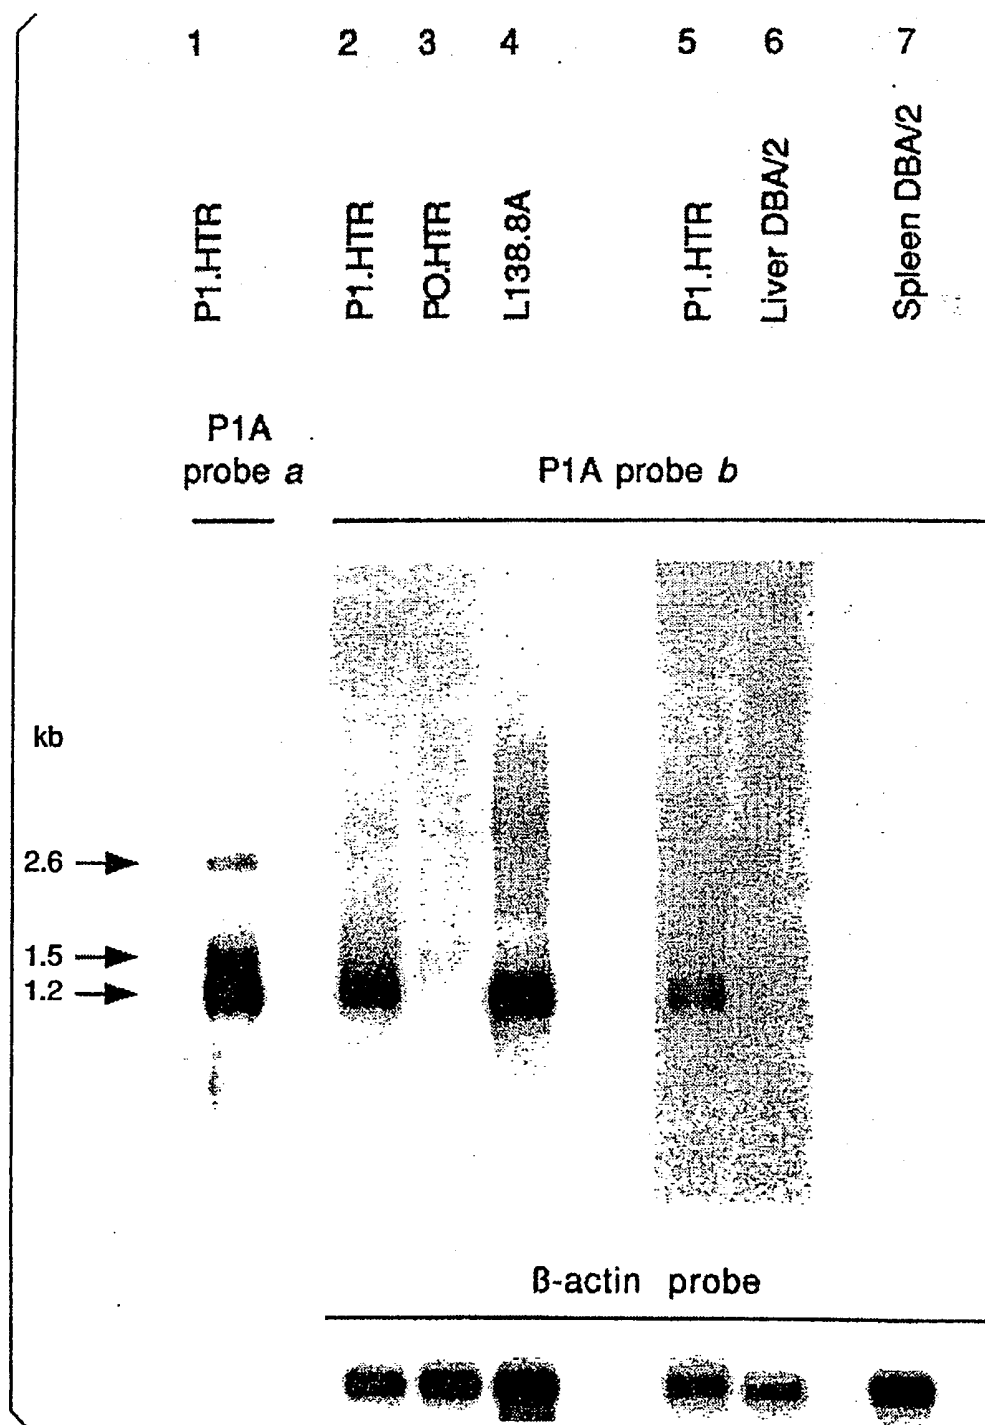 1 2 3 4 5 6 7
P1.HTR
P1.HTR
PO.HTR
L138.8A
P1.HTR
Liver DBA/2
Spleen DBA/2
P1A
probe a
P1A probe b
kb
2.6
1.5
1.2
ß-actin probe